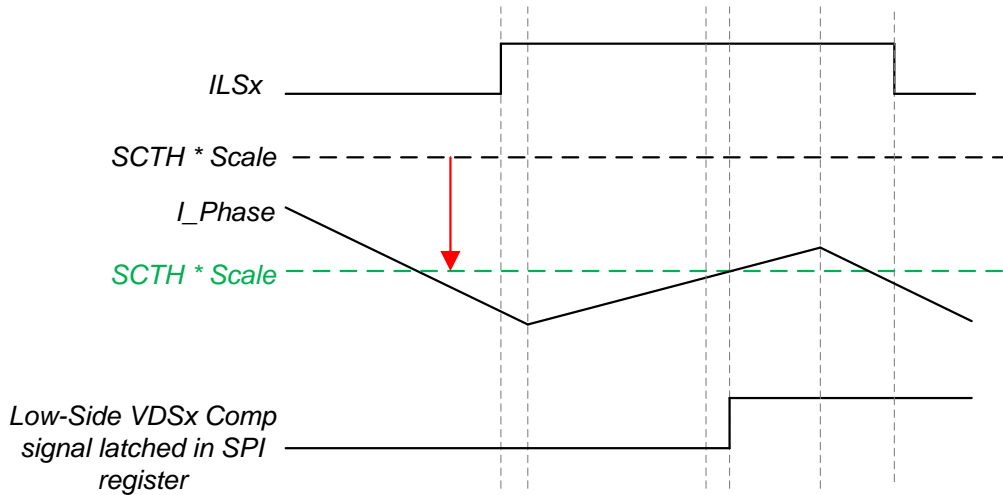 ILSx
SCTH * Scale
I_Phase
SCTH * Scale
Low-Side VDSx Comp
signal latched in SPI
register